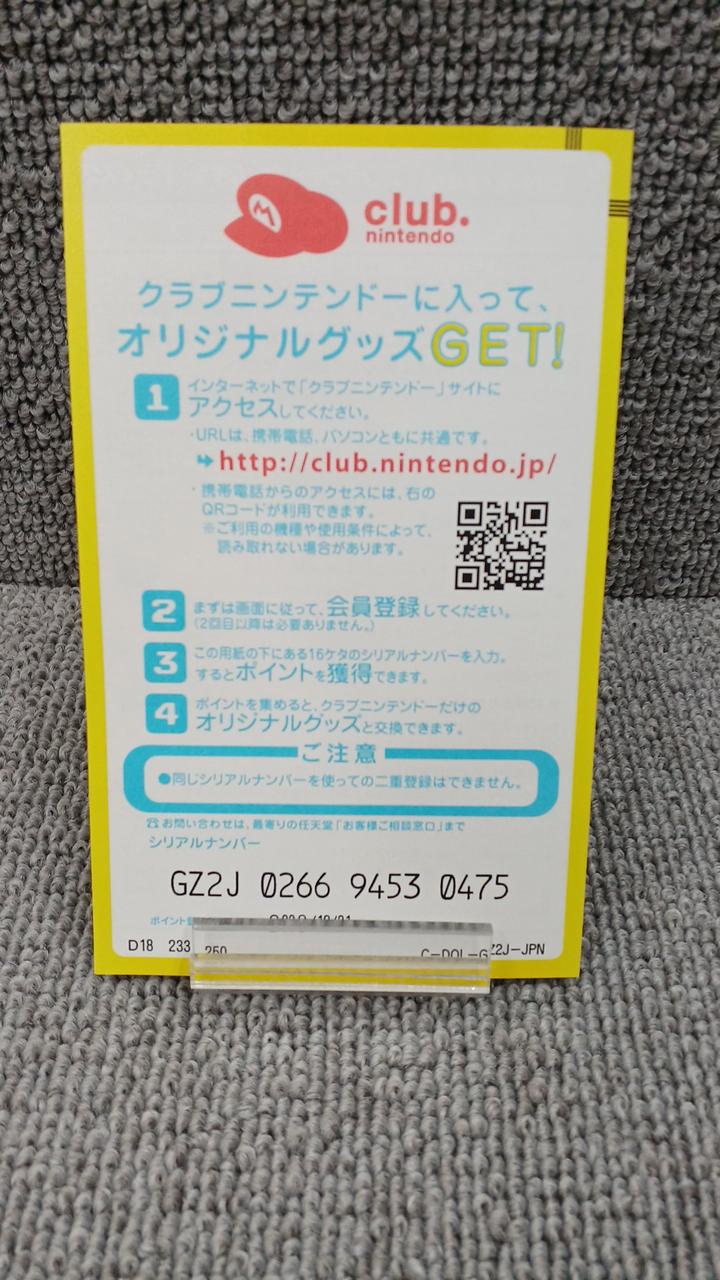 M
club.
nintendo
クラブニンテンドーに入って、
オリジナルグッズGET!
1 インターネットで「クラブニンテンドー」サイトに
アクセスしてください。
・URLは、携帯電話、パソコンともに共通です。
http://club.nintendo.jp/
・携帯電話からのアクセスには、右の
QRコードが利用できます。
※ご利用の機種や使用条件によって、
読み取れない場合があります。
2 まずは画面に従って、会員登録してください。
(2回目以降は必要ありません。)
3 この用紙の下にある16ケタのシリアルナンバーを入力。
するとポイントを獲得できます。
4 ポイントを集めると、クラブニンテンドーだけの
オリジナルグッズと交換できます。
ご注意
●同じシリアルナンバーを使っての二重登録はできません。
☎お問い合わせは、最寄りの任天堂「お客様ご相談窓口」まで
シリアルナンバー
GZ2J 0266 9453 0475
ポイント
D18 233 250 C-DOL-GZ2J-JPN